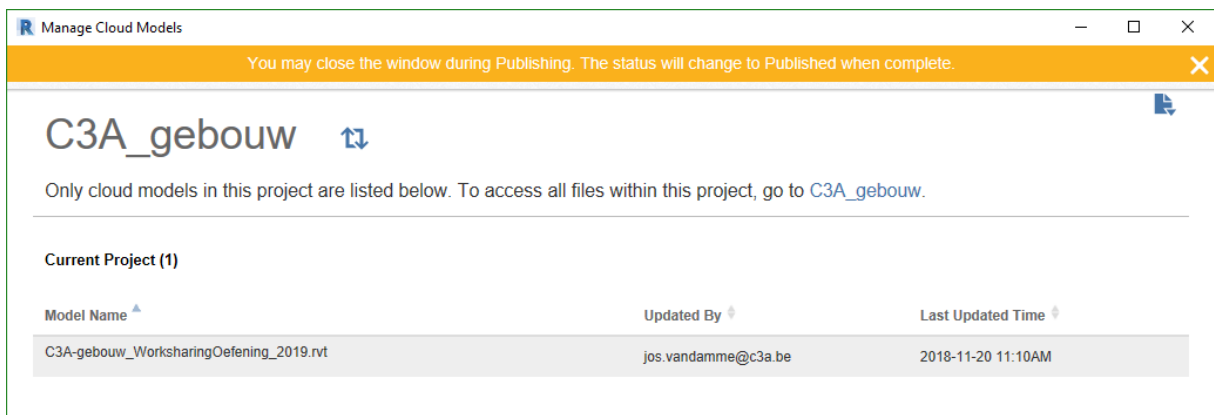 Manage Cloud Models
You may close the window during Publishing. The status will change to Published when complete.
C3A_gebouw
Only cloud models in this project are listed below. To access all files within this project, go to C3A_gebouw.
Current Project (1)
Model Name Updated By Last Updated Time
C3A-gebouw_WorksharingOefening_2019.rvt jos.vandamme@c3a.be 2018-11-20 11:10AM